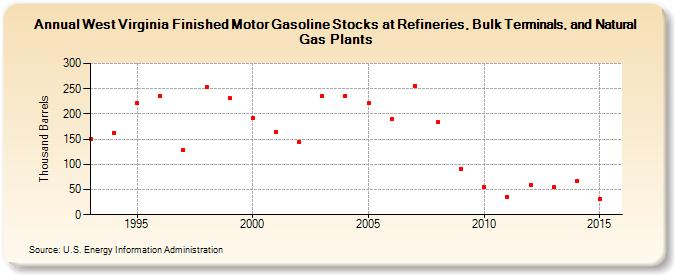 Annual West Virginia Finished Motor Gasoline Stocks at Refineries, Bulk Terminals, and Natural
Gas Plants
Thousand Barrels
300
250
200
150
100
50
0
1995 2000 2005 2010 2015
Source: U.S. Energy Information Administration